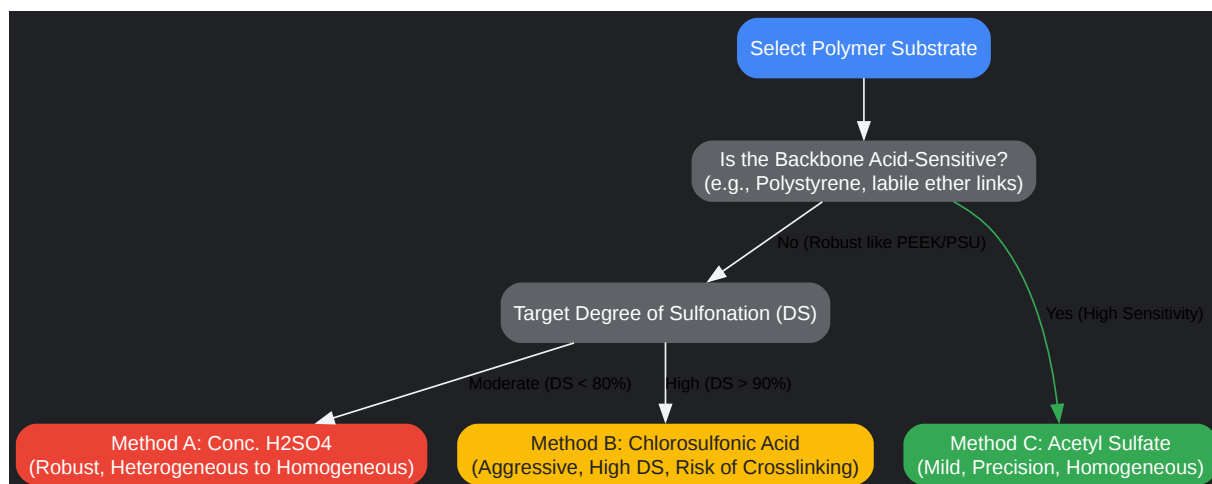 Select Polymer Substrate
Is the Backbone Acid-Sensitive?
(e.g., Polystyrene, labile ether links)
No (Robust like PEEK/PSU)
Target Degree of Sulfonation (DS)
Yes (High Sensitivity)
Moderate (DS < 80%)
High (DS > 90%)
Method A: Conc. H2SO4
(Robust, Heterogeneous to Homogeneous)
Method B: Chlorosulfonic Acid
(Aggressive, High DS, Risk of Crosslinking)
Method C: Acetyl Sulfate
(Mild, Precision, Homogeneous)